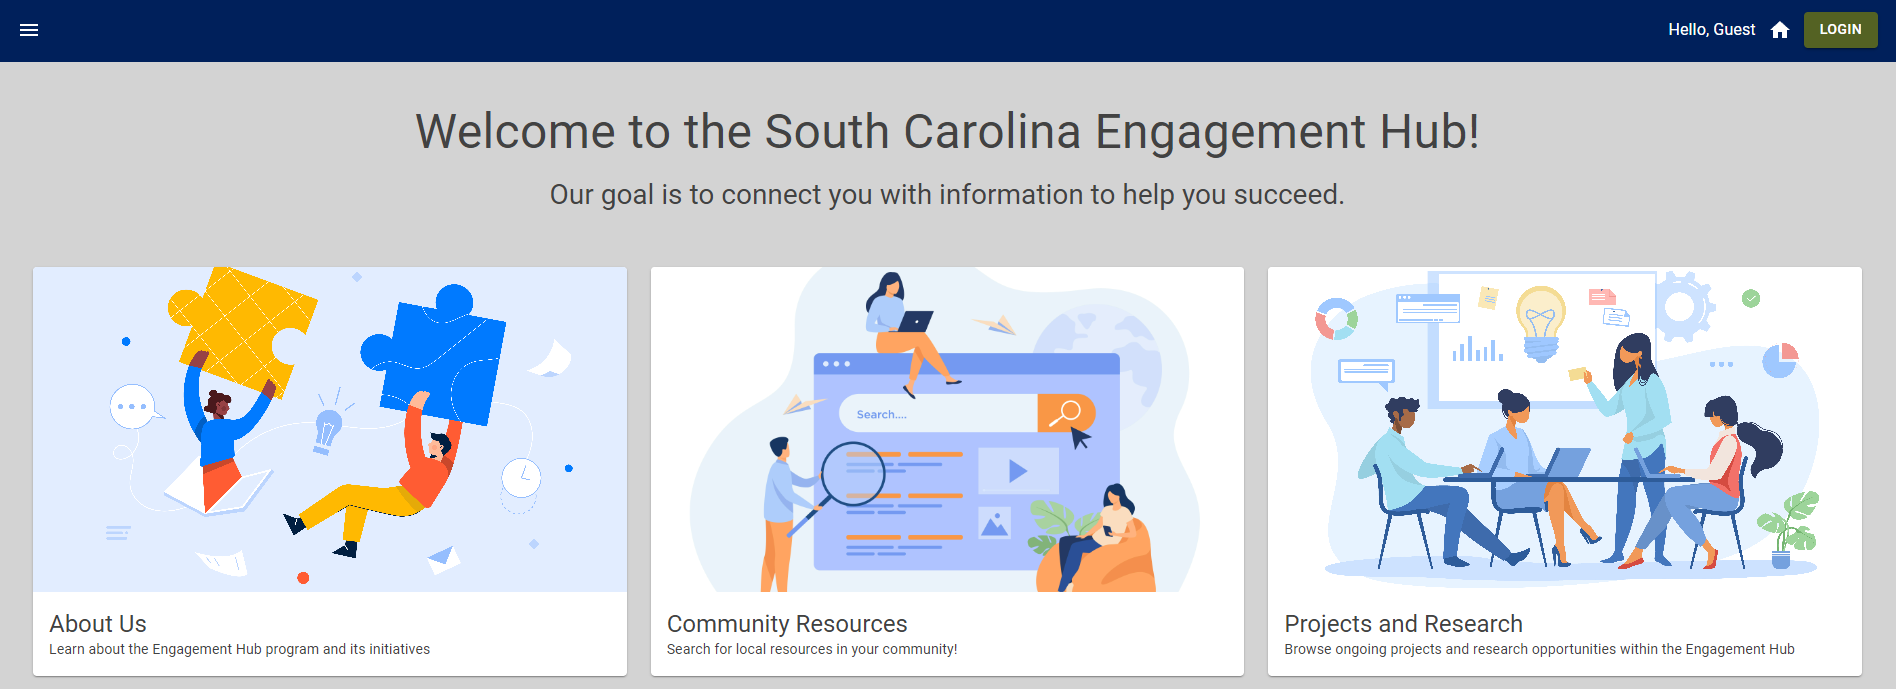 Hello, Guest
LOGIN
Welcome to the South Carolina Engagement Hub!
Our goal is to connect you with information to help you succeed.
Search....
About Us
Learn about the Engagement Hub program and its initiatives
Community Resources
Search for local resources in your community!
Projects and Research
Browse ongoing projects and research opportunities within the Engagement Hub